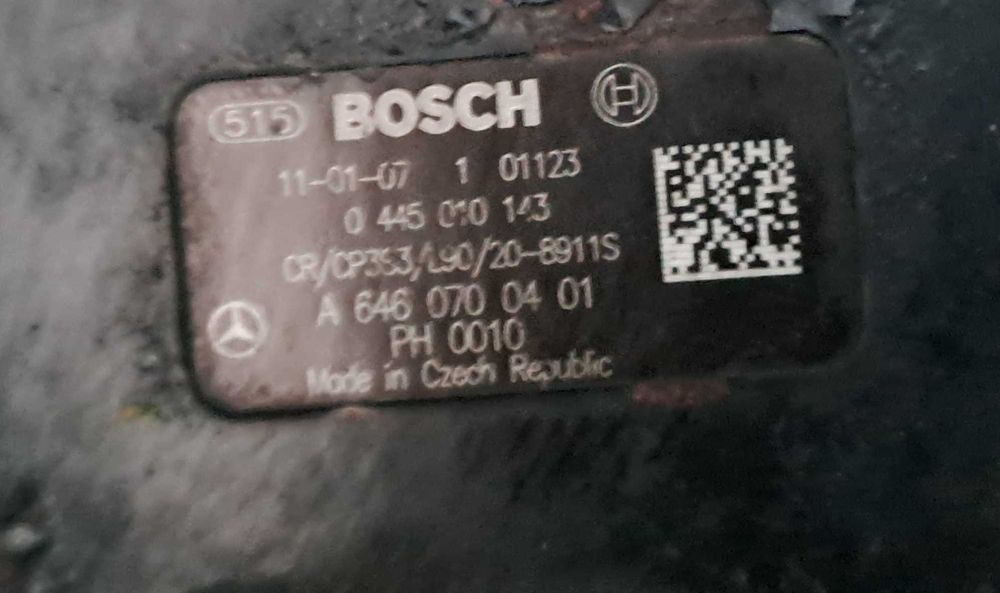 515 BOSCH
11-01-07 1 01123
0 445 010 143
CR/CP3S3/L90/20-8911S
A 646 070 04 01
PH 0010
Made in Czech Republic